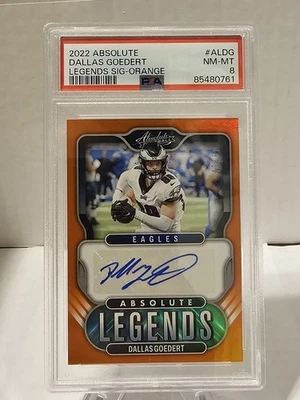 2022 ABSOLUTE #ALDG
DALLAS GOEDERT NM-MT
LEGENDS SIG-ORANGE 8
PSA 85480761
Absolute
EAGLES
ABSOLUTE
LEGENDS
DALLAS GOEDERT